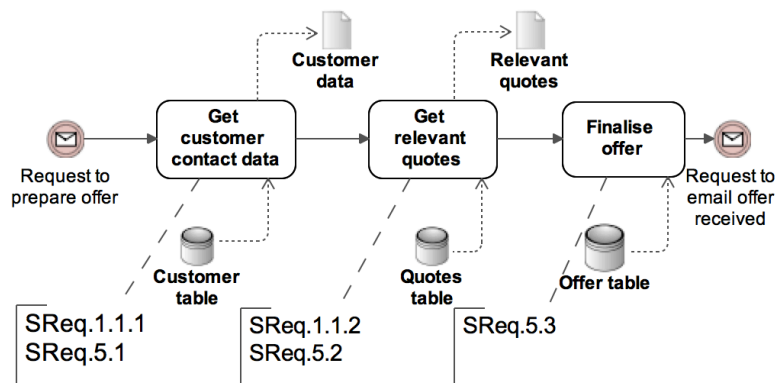 Customer
data
Relevant
quotes
Get
customer
contact data
Get
relevant
quotes
Finalise
offer
Request to
prepare offer
Request to
email offer
received
Customer
table
Quotes
table
Offer table
SReq.1.1.1
SReq.5.1
SReq.1.1.2
SReq.5.2
SReq.5.3